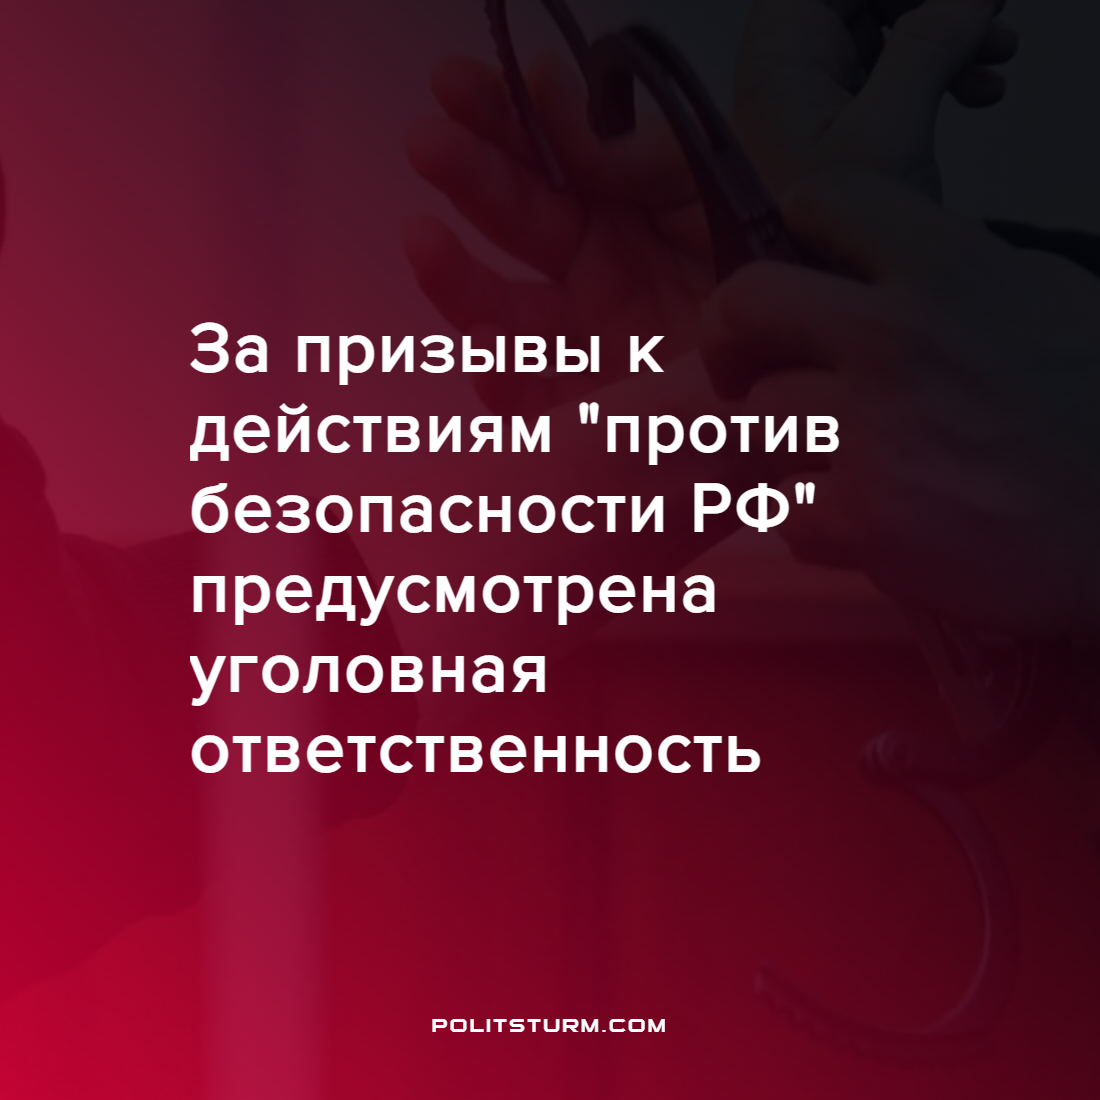 За призывы к
действиям "против
безопасности РФ"
предусмотрена
уголовная
ответственность
POLITSTURM.COM